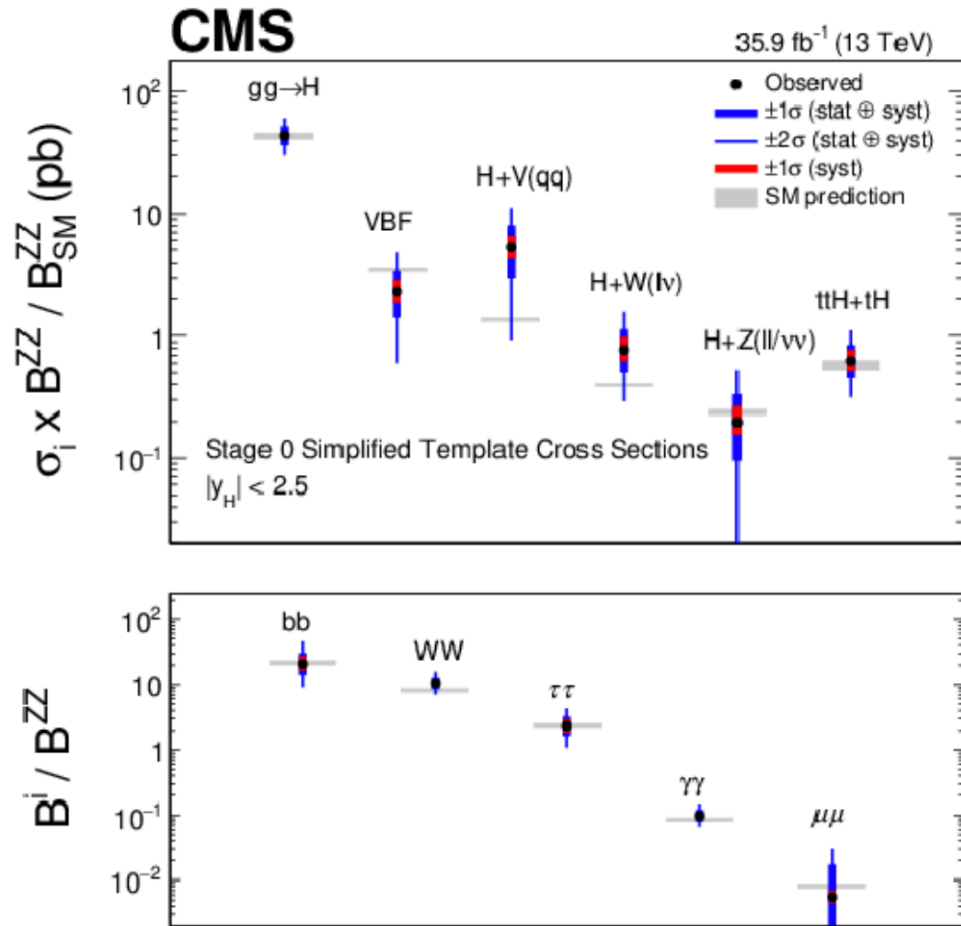 CMS
35.9 fb⁻¹ (13 TeV)
σᵢ x Bᶻᶻ / Bᶻᶻ_SM (pb)
10²
10
1
10⁻¹
gg→H
VBF
H+V(qq)
H+W(lν)
H+Z(ll/νν)
ttH+tH
Observed
±1σ (stat ⊕ syst)
±2σ (stat ⊕ syst)
±1σ (syst)
SM prediction
Stage 0 Simplified Template Cross Sections
|y_H| < 2.5
Bⁱ / Bᶻᶻ
10²
10
1
10⁻¹
10⁻²
bb
WW
ττ
γγ
μμ